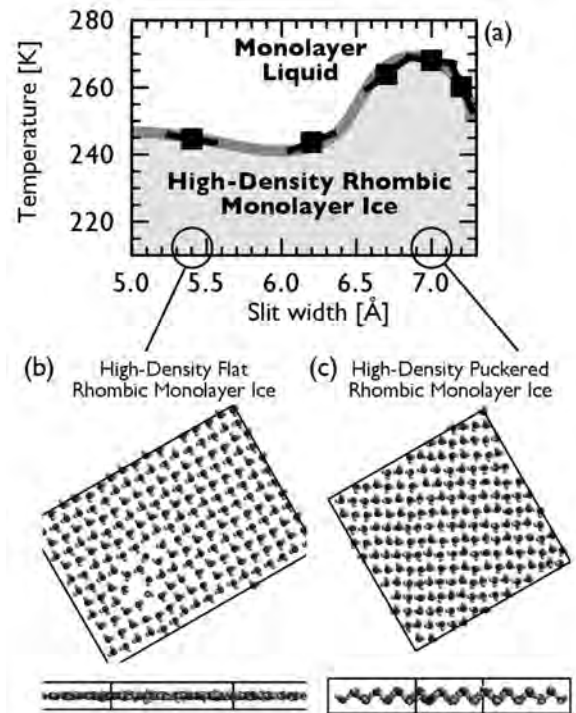 280
(a)
Monolayer
Liquid
260
Temperature [K]
240
High-Density Rhombic
Monolayer Ice
220
5.0 5.5 6.0 6.5 7.0
Slit width [Å]
(b) High-Density Flat
Rhombic Monolayer Ice
(c) High-Density Puckered
Rhombic Monolayer Ice